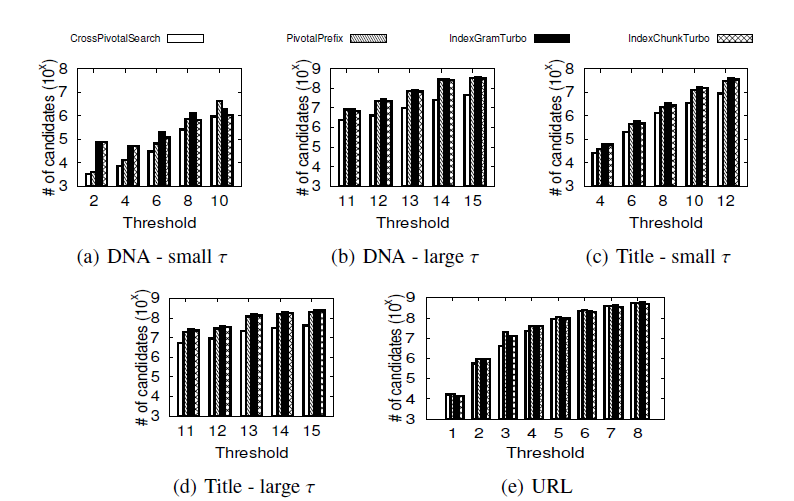 CrossPivotalSearch PivotalPrefix IndexGramTurbo IndexChunkTurbo
# of candidates (10^x)
8
7
6
5
4
3
2 4 6 8 10
Threshold
(a) DNA - small τ
# of candidates (10^x)
9
8
7
6
5
4
3
11 12 13 14 15
Threshold
(b) DNA - large τ
# of candidates (10^x)
8
7
6
5
4
3
4 6 8 10 12
Threshold
(c) Title - small τ
# of candidates (10^x)
9
8
7
6
5
4
3
11 12 13 14 15
Threshold
(d) Title - large τ
# of candidates (10^x)
9
8
7
6
5
4
3
1 2 3 4 5 6 7 8
Threshold
(e) URL